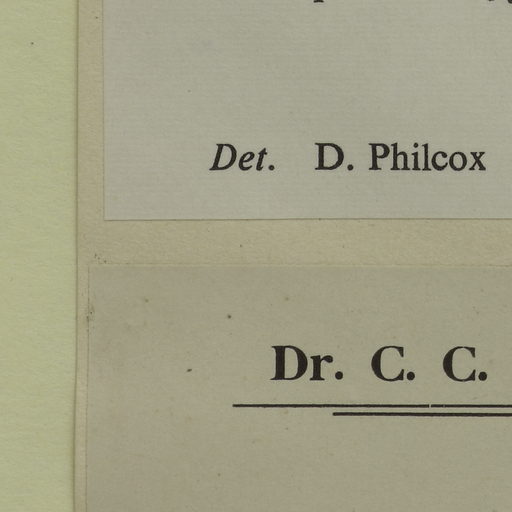 Det. D. Philcox
Dr. C. C.